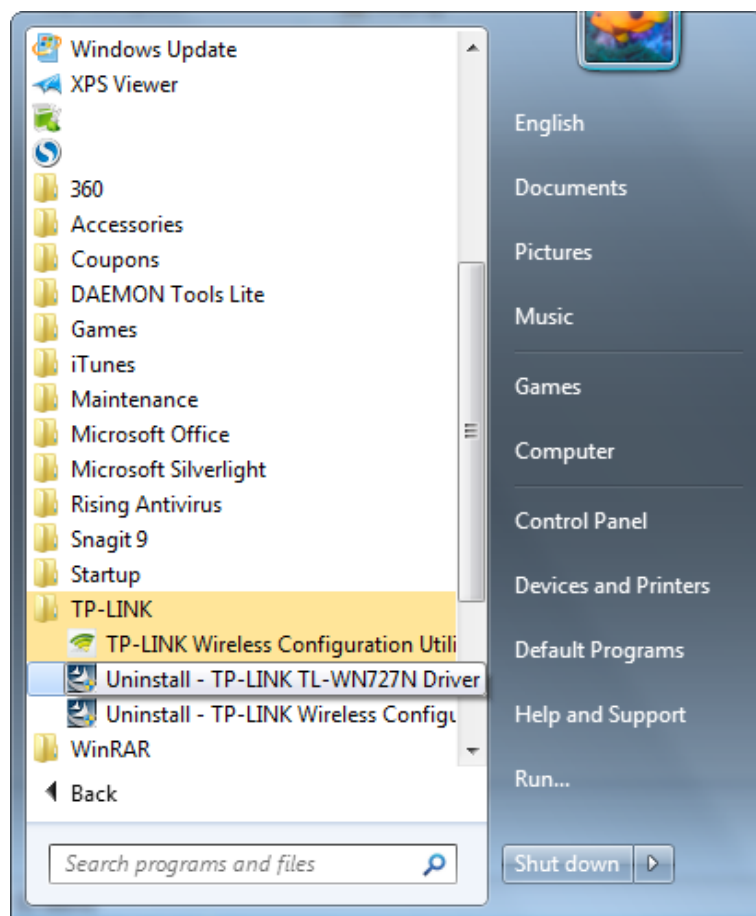 Windows Update
XPS Viewer
360
Accessories
Coupons
DAEMON Tools Lite
Games
iTunes
Maintenance
Microsoft Office
Microsoft Silverlight
Rising Antivirus
Snagit 9
Startup
TP-LINK
TP-LINK Wireless Configuration Utili
Uninstall - TP-LINK TL-WN727N Driver
Uninstall - TP-LINK Wireless Configu
WinRAR
Back
Search programs and files
English
Documents
Pictures
Music
Games
Computer
Control Panel
Devices and Printers
Default Programs
Help and Support
Run...
Shut down